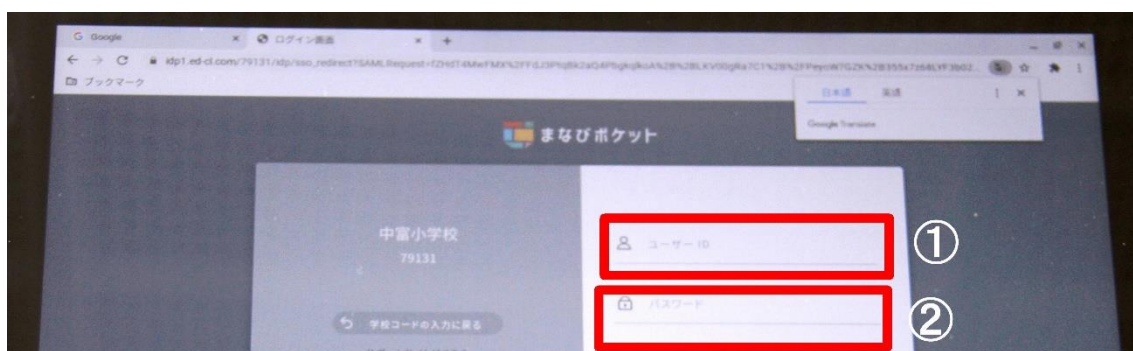 Google
ログイン画面
ブックマーク
日本語 英語
Google Translate
まなびポケット
中富小学校
79131
学校コードの入力に戻る
ユーザー ID
①
パスワード
②